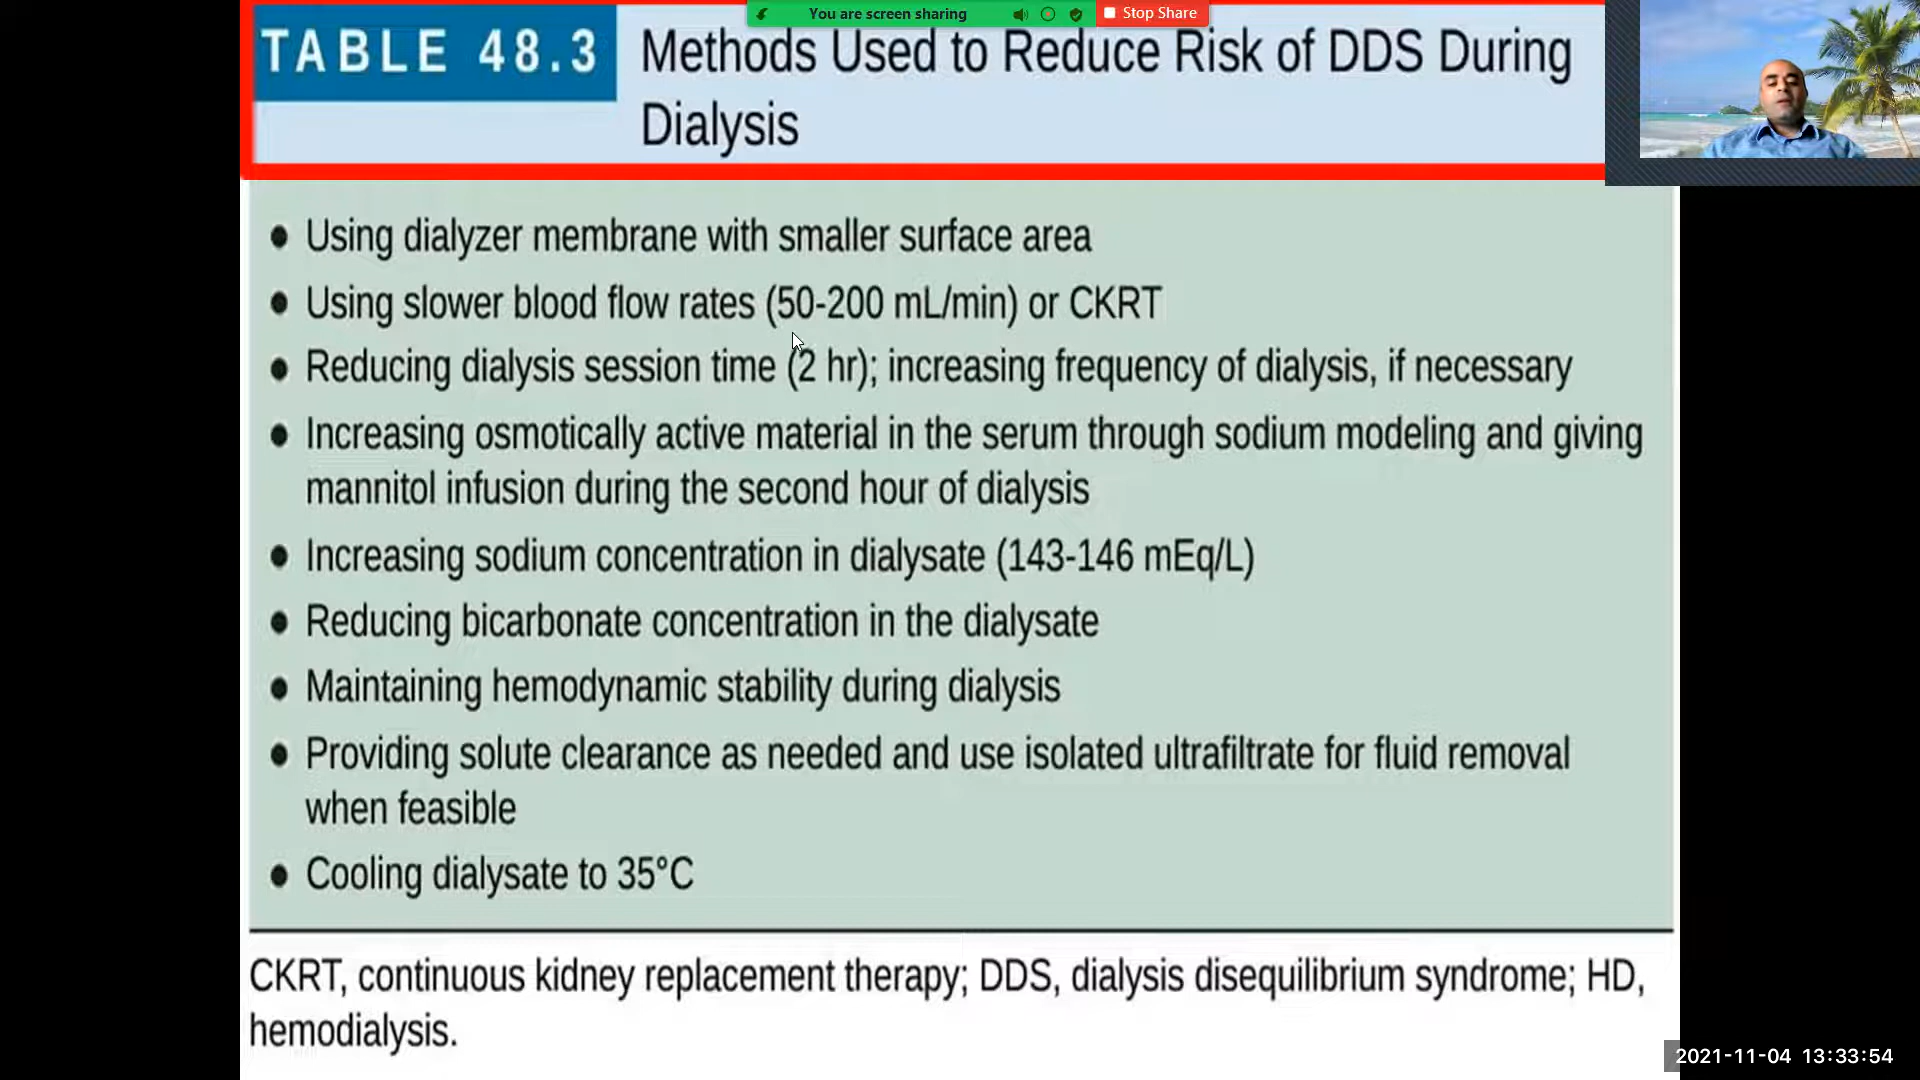 You are screen sharing
Stop Share
TABLE 48.3
Methods Used to Reduce Risk of DDS During
Dialysis
● Using dialyzer membrane with smaller surface area
● Using slower blood flow rates (50-200 mL/min) or CKRT
● Reducing dialysis session time (2 hr); increasing frequency of dialysis, if necessary
● Increasing osmotically active material in the serum through sodium modeling and giving
mannitol infusion during the second hour of dialysis
● Increasing sodium concentration in dialysate (143-146 mEq/L)
● Reducing bicarbonate concentration in the dialysate
● Maintaining hemodynamic stability during dialysis
● Providing solute clearance as needed and use isolated ultrafiltrate for fluid removal
when feasible
● Cooling dialysate to 35°C
CKRT, continuous kidney replacement therapy; DDS, dialysis disequilibrium syndrome; HD,
hemodialysis.
2021-11-04 13:33:54